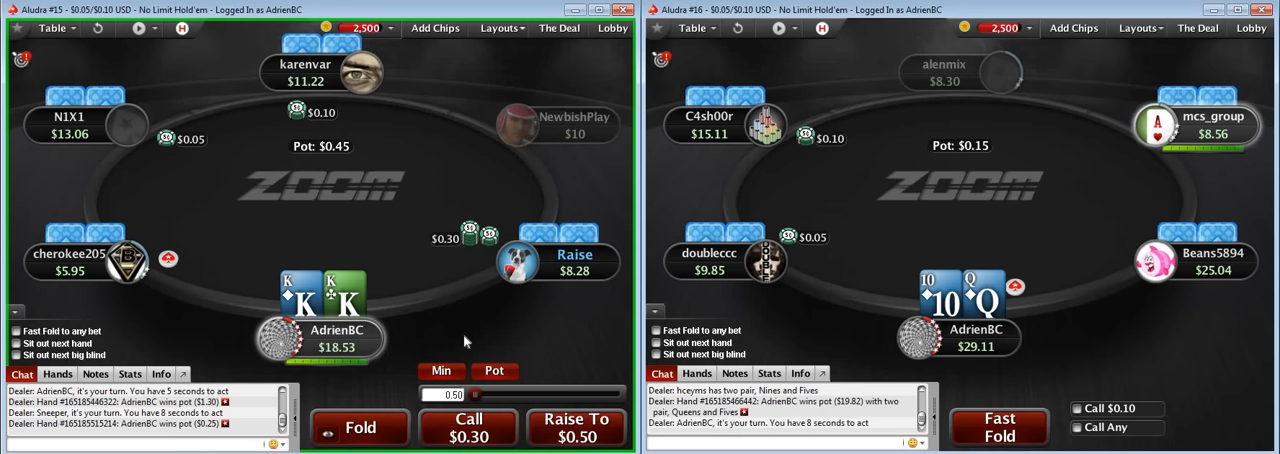 Aludra #15 - $0.05/$0.10 USD - No Limit Hold'em - Logged In as AdrienBC
Table
H
2,500
Add Chips
Layouts
The Deal
Lobby
karenvar
$11.22
N1X1
$13.06
NewbishPlay
$10
$0.10
$0.05
Pot: $0.45
ZOOM
$0.30
cherokee205
$5.95
B
Raise
$8.28
K
K
K
K
AdrienBC
$18.53
Fast Fold to any bet
Sit out next hand
Sit out next big blind
Chat
Hands
Notes
Stats
Info
Min
Pot
0.50
Dealer: AdrienBC, it's your turn. You have 5 seconds to act
Dealer: Hand #165185446322: AdrienBC wins pot ($1.30)
Dealer: Sneeper, it's your turn. You have 8 seconds to act
Dealer: Hand #165185515214: AdrienBC wins pot ($0.25)
Fold
Call
$0.30
Raise To
$0.50
Aludra #16 - $0.05/$0.10 USD - No Limit Hold'em - Logged In as AdrienBC
Table
H
2,500
Add Chips
Layouts
The Deal
Lobby
alenmix
$8.30
C4sh00r
$15.11
A
mcs_group
$8.56
$0.10
Pot: $0.15
ZOOM
$0.05
doubleccc
$9.85
Beans5894
$25.04
10
10
Q
Q
AdrienBC
$29.11
Fast Fold to any bet
Sit out next hand
Sit out next big blind
Chat
Hands
Notes
Stats
Info
Dealer: hceyms has two pair, Nines and Fives
Dealer: Hand #165185466442: AdrienBC wins pot ($19.82) with two
pair, Queens and Fives
Dealer: AdrienBC, it's your turn. You have 8 seconds to act
Fast
Fold
Call $0.10
Call Any